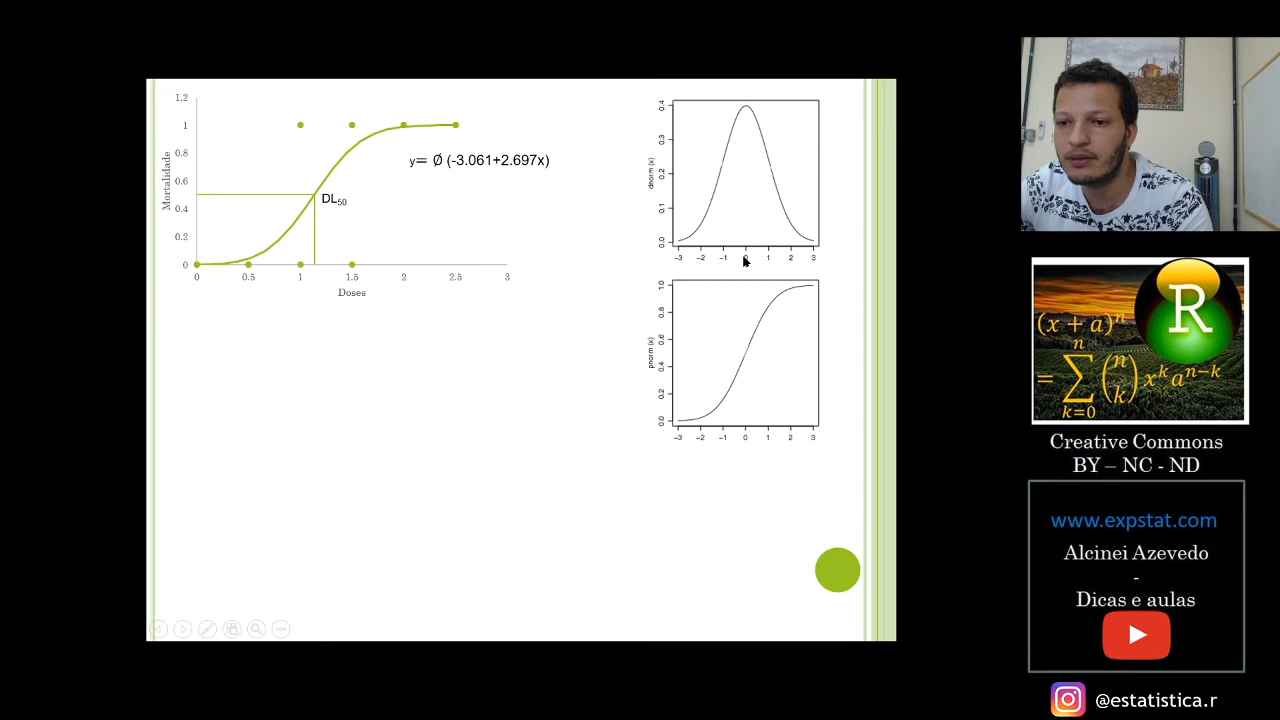 1.2
1
0.8
0.6
0.4
0.2
0
Mortalidade
0
0.5
1
1.5
2
2.5
3
Doses
y= Ø (-3.061+2.697x)
DL50
dnorm (x)
0.4
0.3
0.2
0.1
0.0
−3 −2 −1 0 1 2 3
pnorm (x)
1.0
0.8
0.6
0.4
0.2
0.0
−3 −2 −1 0 1 2 3
R
(x + a)^n
= ∑ k=0 n (n k) x^k a^{n−k}
Creative Commons
BY – NC - ND
www.expstat.com
Alcinei Azevedo
-
Dicas e aulas
@estatistica.r